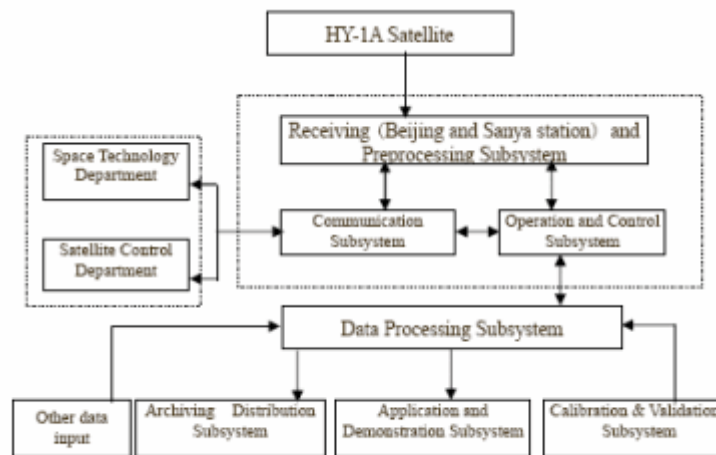 HY-1A Satellite
Receiving (Beijing and Sanya station) and
Preprocessing Subsystem
Space Technology
Department
Communication
Subsystem
Operation and Control
Subsystem
Satellite Control
Department
Data Processing Subsystem
Other data
input
Archiving Distribution
Subsystem
Application and
Demonstration Subsystem
Calibration & Validation
Subsystem